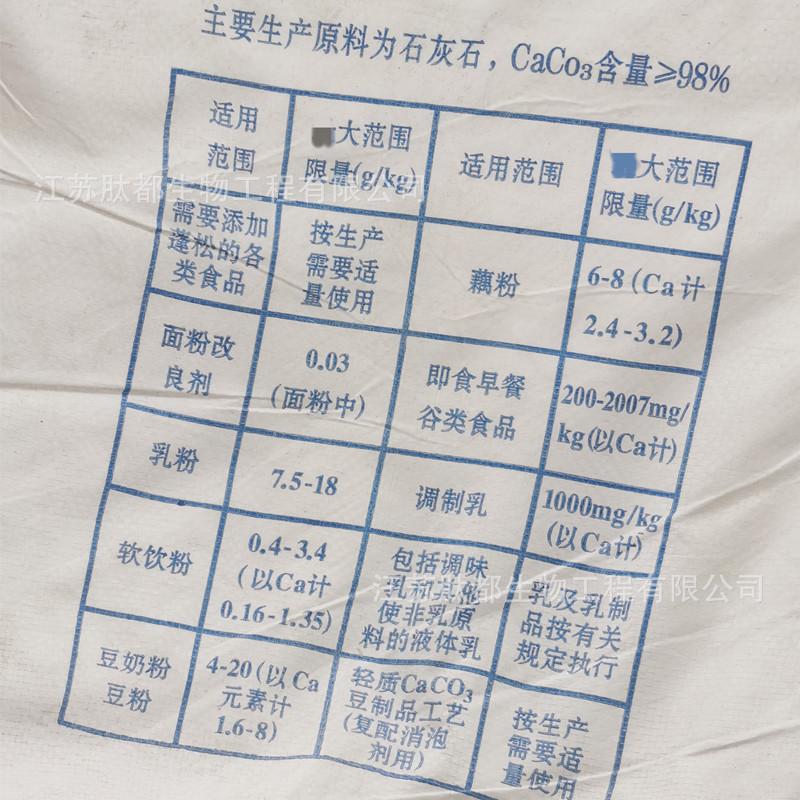 主要生产原料为石灰石，CaCo₃含量≥98%
适用
范围
大范围
限量(g/kg)
适用范围
大范围
限量(g/kg)
需要添加
蓬松的各
类食品
按生产
需要适
量使用
藕粉
6-8 (Ca计
2.4-3.2)
面粉改
良剂
0.03
(面粉中)
即食早餐
谷类食品
200-2007mg/
kg(以Ca计)
乳粉
7.5-18
调制乳
1000mg/kg
(以Ca计)
软饮粉
0.4-3.4
(以Ca计
0.16-1.35)
包括调味
乳和其他
使非乳原
料的液体乳
乳及乳制
品按有关
规定执行
豆奶粉
豆粉
4-20(以Ca
元素计
1.6-8)
轻质CaCO₃
豆制品工艺
(复配消泡
剂用)
按生产
需要适
量使用
江苏肽都生物工程有限公司
江苏肽都生物工程有限公司